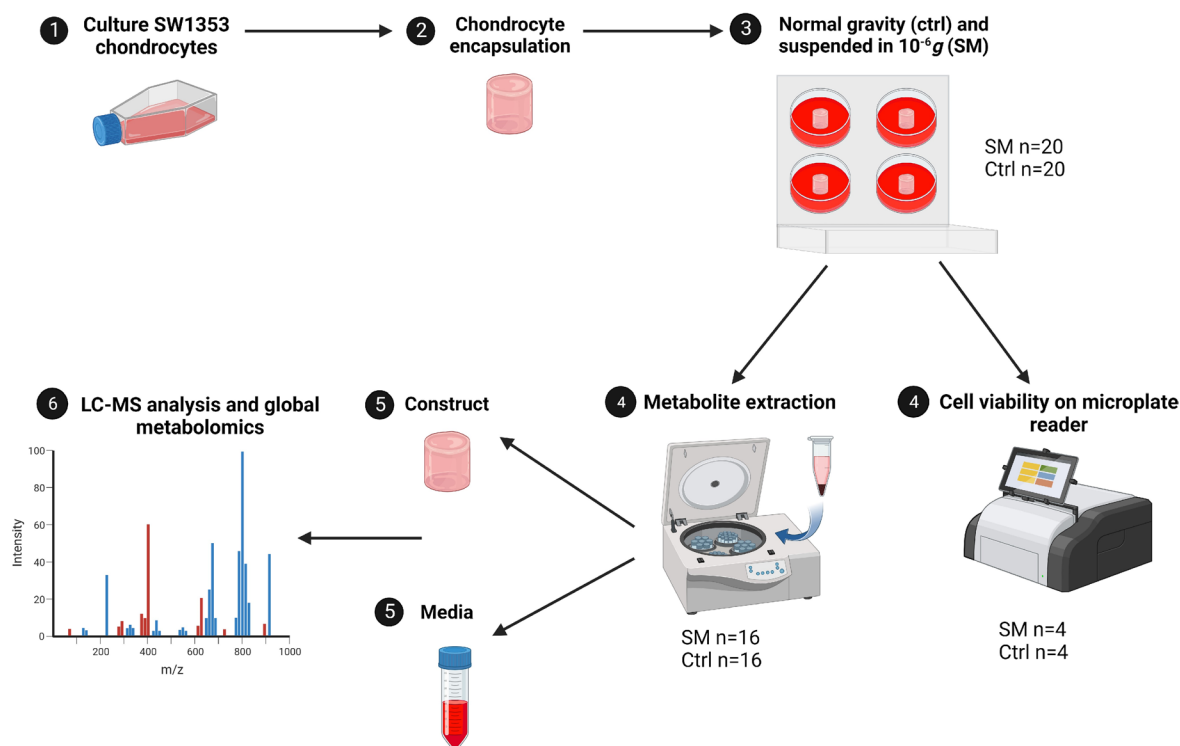 1 Culture SW1353
chondrocytes
2 Chondrocyte
encapsulation
3 Normal gravity (ctrl) and
suspended in 10⁻⁶g (SM)
SM n=20
Ctrl n=20
4 Metabolite extraction
SM n=16
Ctrl n=16
4 Cell viability on microplate
reader
SM n=4
Ctrl n=4
5 Construct
5 Media
6 LC-MS analysis and global
metabolomics
100
80
60
40
20
0
Intensity
200 400 600 800 1000
m/z